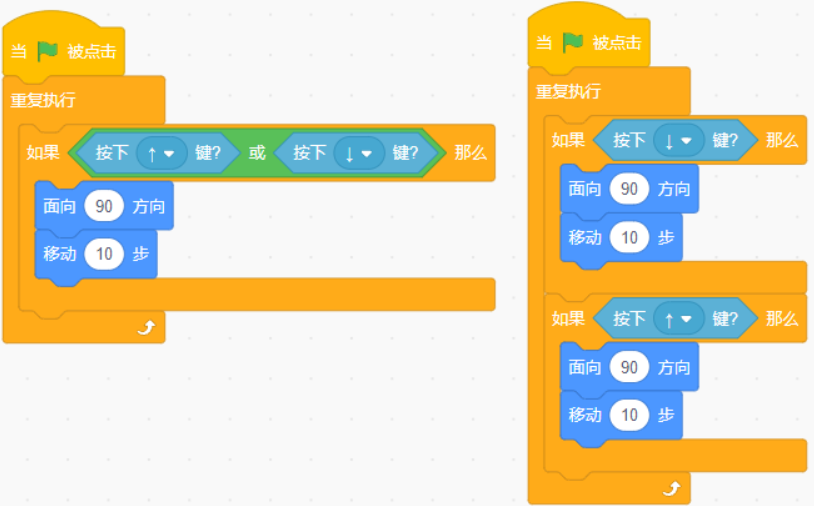 当 被点击
重复执行
如果 按下 ↑ 键? 或 按下 ↓ 键? 那么
面向 90 方向
移动 10 步
当 被点击
重复执行
如果 按下 ↓ 键? 那么
面向 90 方向
移动 10 步
如果 按下 ↑ 键? 那么
面向 90 方向
移动 10 步